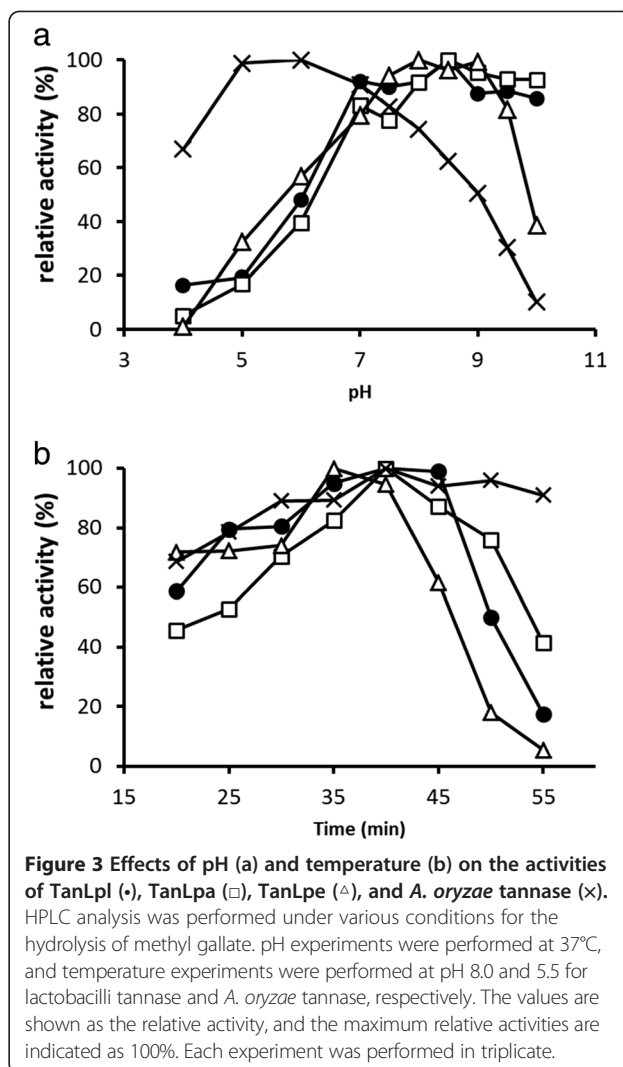 a
relative activity (%)
100
80
60
40
20
0
3 5 7 9 11
pH
b
relative activity (%)
100
80
60
40
20
0
15 25 35 45 55
Time (min)
Figure 3 Effects of pH (a) and temperature (b) on the activities
of TanLpl (•), TanLpa (□), TanLpe (△), and A. oryzae tannase (×).
HPLC analysis was performed under various conditions for the
hydrolysis of methyl gallate. pH experiments were performed at 37°C,
and temperature experiments were performed at pH 8.0 and 5.5 for
lactobacilli tannase and A. oryzae tannase, respectively. The values are
shown as the relative activity, and the maximum relative activities are
indicated as 100%. Each experiment was performed in triplicate.